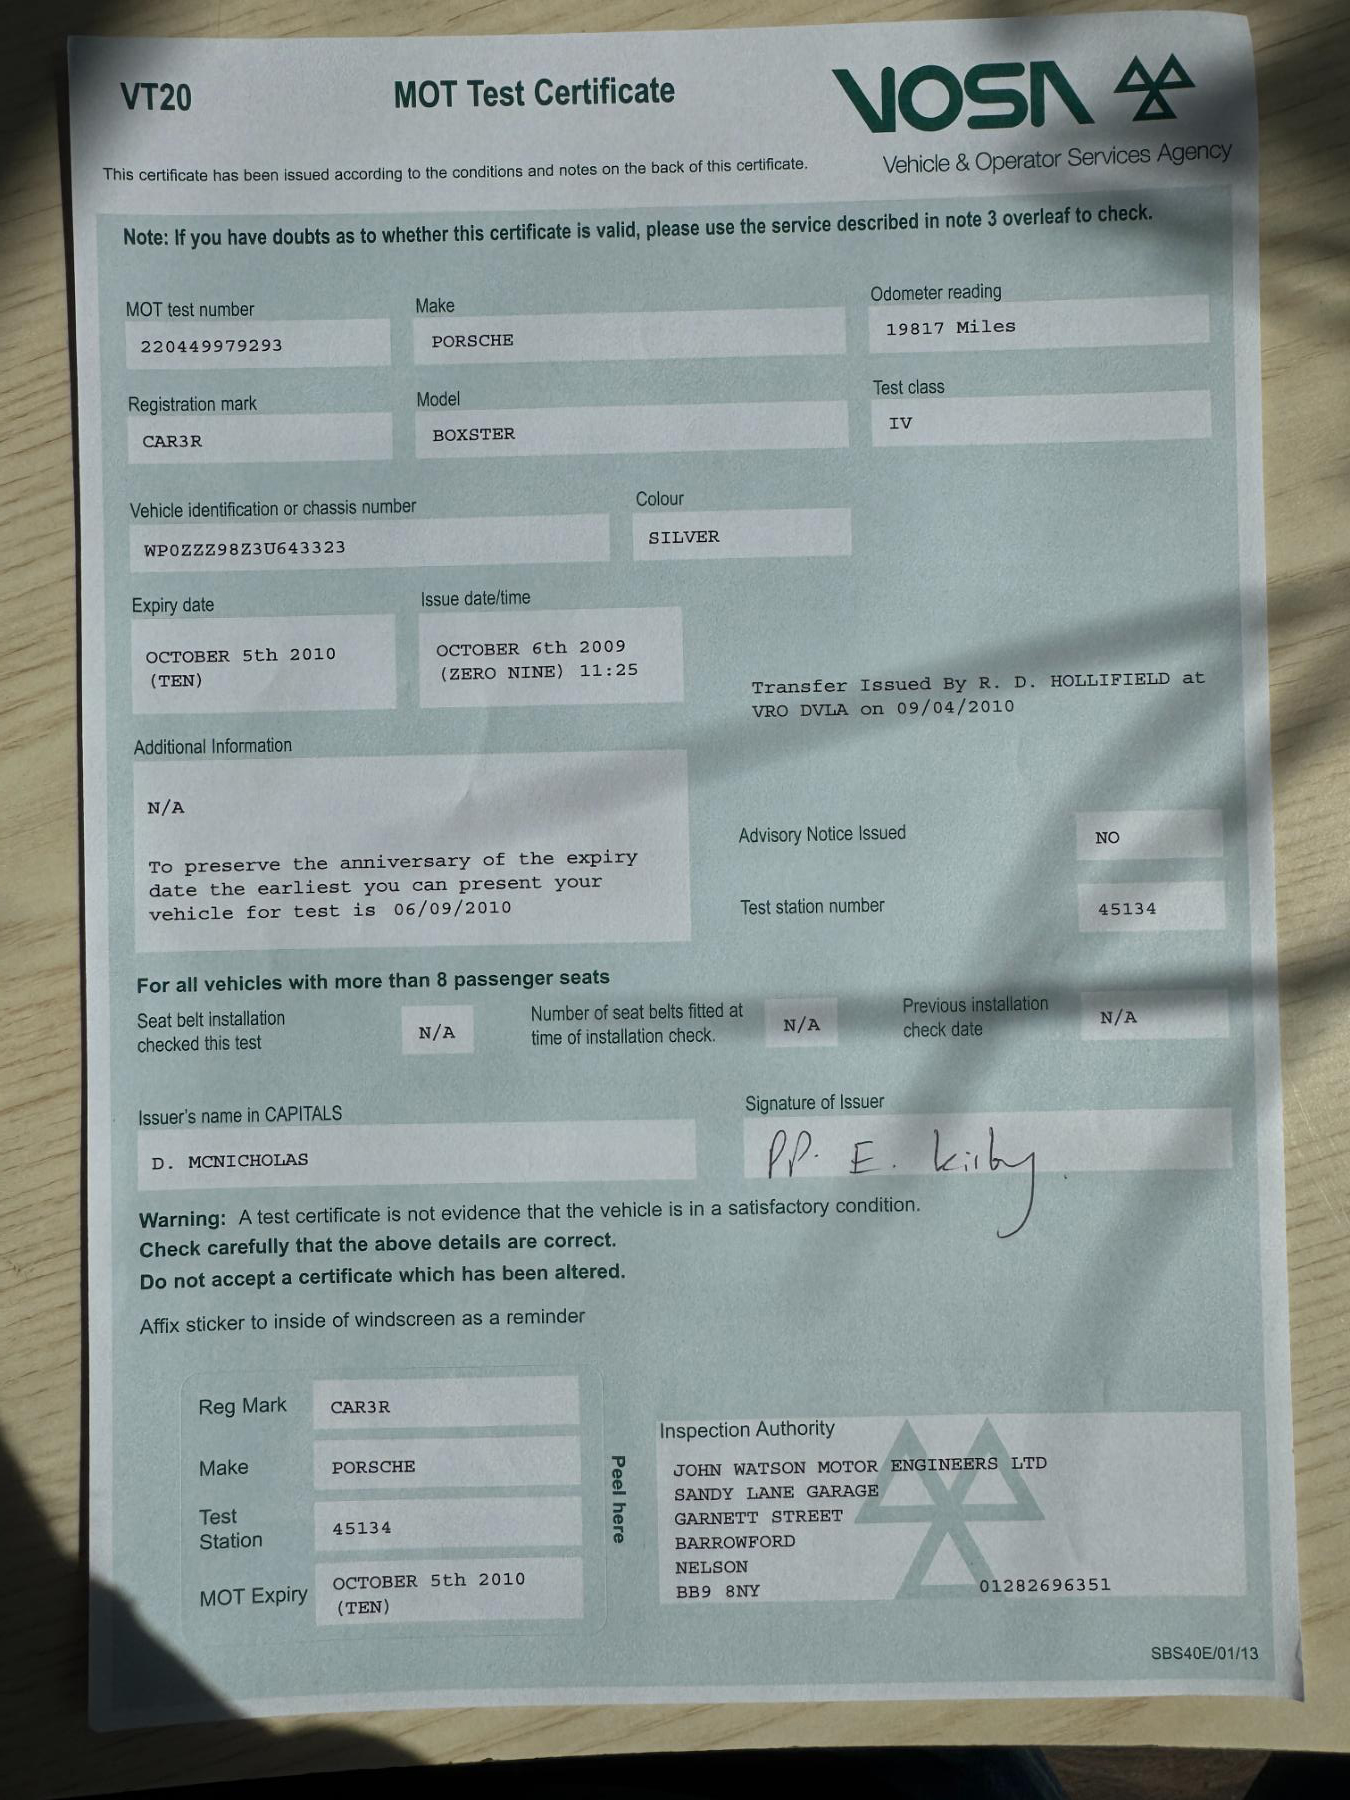 VT20
MOT Test Certificate
VOSA
Vehicle & Operator Services Agency
This certificate has been issued according to the conditions and notes on the back of this certificate.
Note: If you have doubts as to whether this certificate is valid, please use the service described in note 3 overleaf to check.
MOT test number
220449979293
Make
PORSCHE
Odometer reading
19817 Miles
Registration mark
CAR3R
Model
BOXSTER
Test class
IV
Vehicle identification or chassis number
WP0ZZZ98Z3U643323
Colour
SILVER
Expiry date
OCTOBER 5th 2010
(TEN)
Issue date/time
OCTOBER 6th 2009
(ZERO NINE) 11:25
Transfer Issued By R. D. HOLLIFIELD at
VRO DVLA on 09/04/2010
Additional Information
N/A
To preserve the anniversary of the expiry
date the earliest you can present your
vehicle for test is 06/09/2010
Advisory Notice Issued
NO
Test station number
45134
For all vehicles with more than 8 passenger seats
Seat belt installation
checked this test
N/A
Number of seat belts fitted at
time of installation check.
N/A
Previous installation
check date
N/A
Issuer's name in CAPITALS
D. MCNICHOLAS
Signature of Issuer
PP. E. Kirby
Warning: A test certificate is not evidence that the vehicle is in a satisfactory condition.
Check carefully that the above details are correct.
Do not accept a certificate which has been altered.
Affix sticker to inside of windscreen as a reminder
Reg Mark
CAR3R
Make
PORSCHE
Test
Station
45134
MOT Expiry
OCTOBER 5th 2010
(TEN)
Peel here
Inspection Authority
JOHN WATSON MOTOR ENGINEERS LTD
SANDY LANE GARAGE
GARNETT STREET
BARROWFORD
NELSON
BB9 8NY
01282696351
SBS40E/01/13